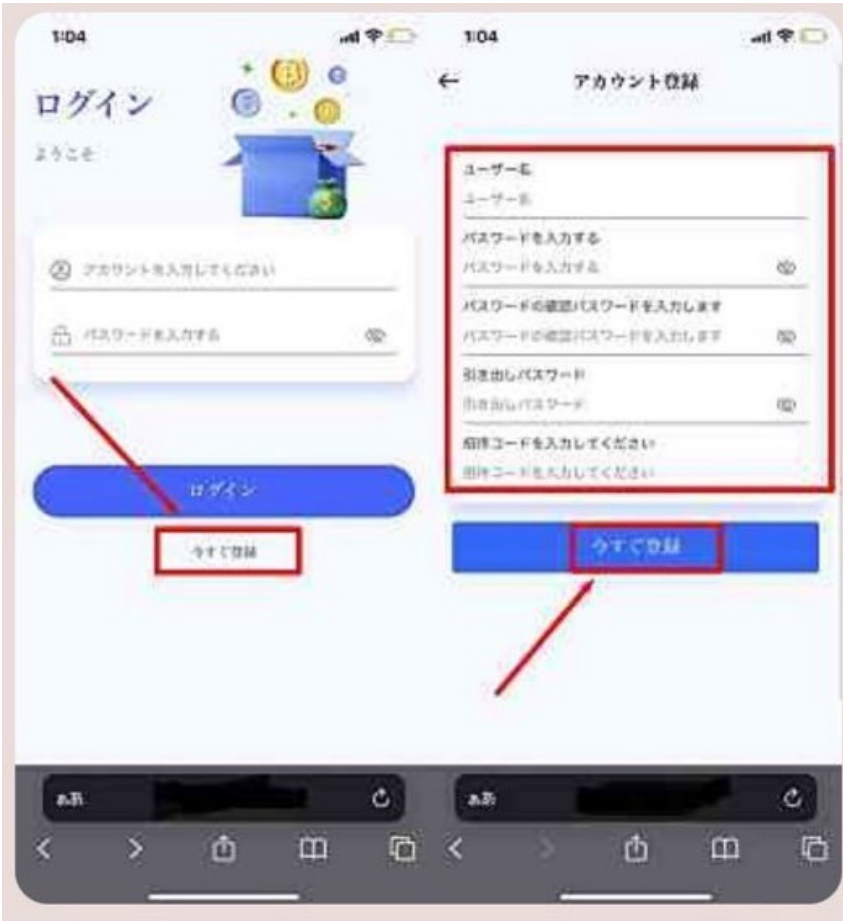 1:04
ログイン
ようこそ
アカウントを入力してください
パスワードを入力する
ログイン
今すぐ登録
ああ
1:04
アカウント登録
ユーザー名
ユーザー名
パスワードを入力する
パスワードを入力する
パスワードの確認パスワードを入力します
パスワードの確認パスワードを入力します
引き出しパスワード
引き出しパスワード
招待コードを入力してください
招待コードを入力してください
今すぐ登録
ああ